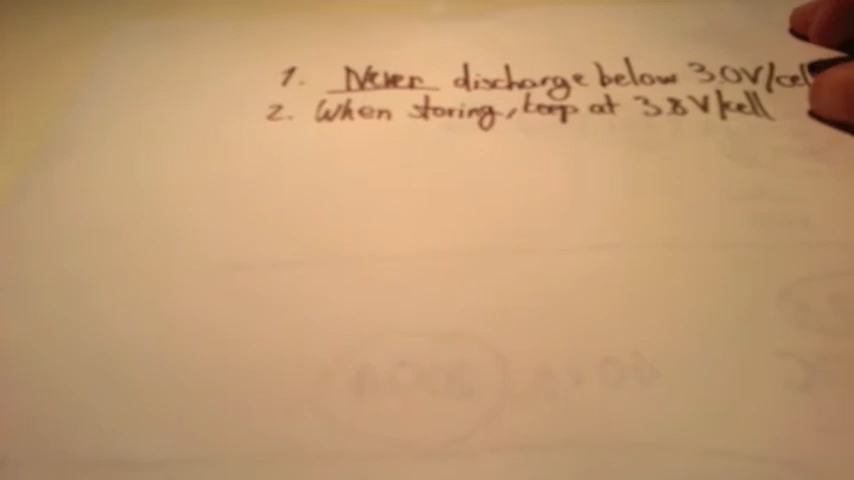 1. Never discharge below 3.0V/cell
2. When storing, keep at 3.8V/cell